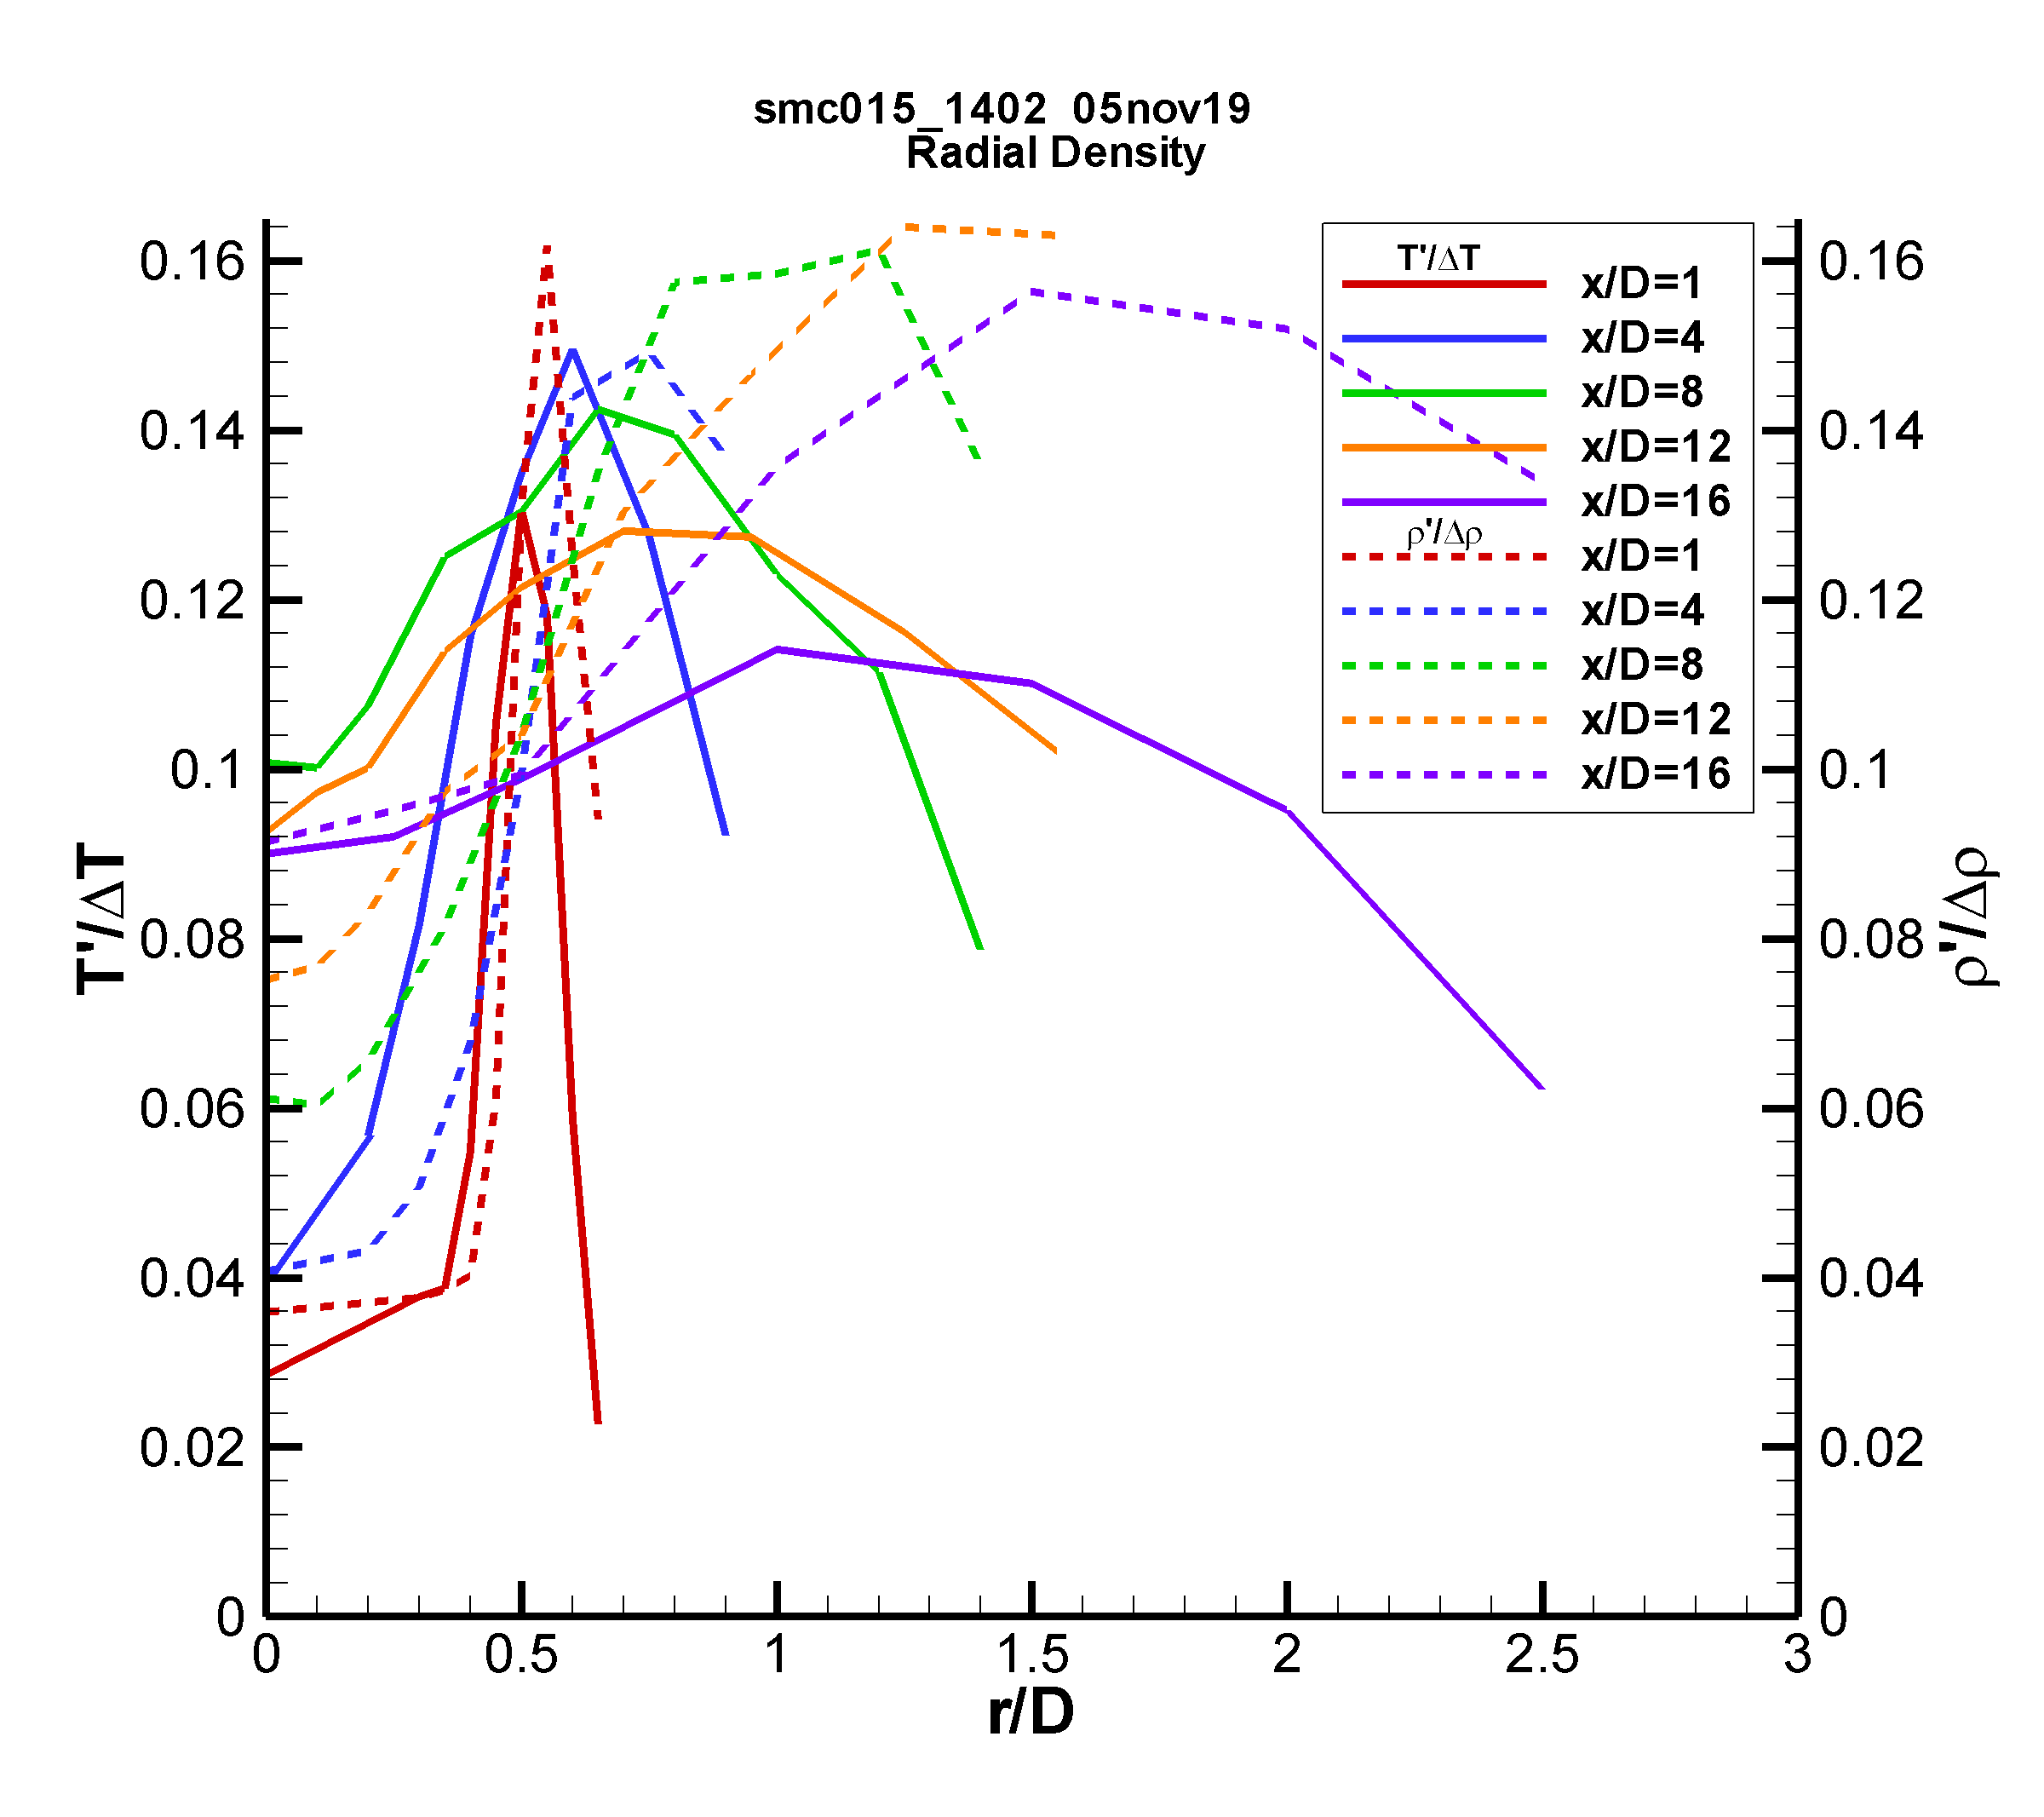 smc015_1402 05nov19
Radial Density
T'/ΔT
x/D=1
x/D=4
x/D=8
x/D=12
x/D=16
ρ'/Δρ
x/D=1
x/D=4
x/D=8
x/D=12
x/D=16
0.16
0.14
0.12
0.1
0.08
0.06
0.04
0.02
0
T'/ΔT
0.16
0.14
0.12
0.1
0.08
0.06
0.04
0.02
0
ρ'/Δρ
0 0.5 1 1.5 2 2.5 3
r/D